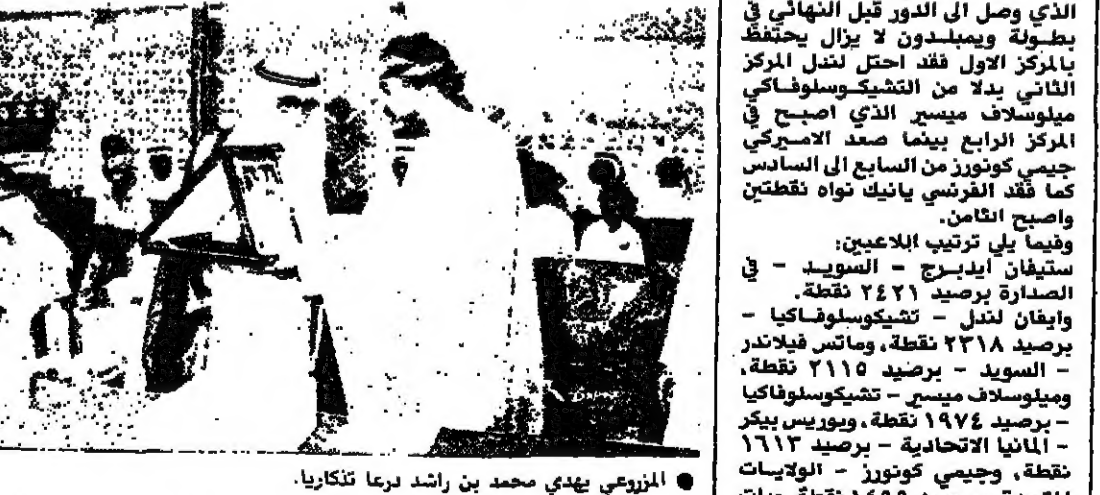 الذي وصل الى الدور قبل النهائي في
بطولة ويمبلدون لا يزال يحتفظ
بالمركز الاول فقد احتل لندل المركز
الثاني بدلا من التشيكوسلوفاكي
ميلوسلاف ميسير الذي اصبح في
المركز الرابع بينما صعد الاميركي
جيمي كونورز من السابع الى السادس
كما فقد الفرنسي يانيك نواه نقطتين
واصبح الثامن.
وفيما يلي ترتيب اللاعبين:
ستيفان ايدبرج - السويد - في
الصدارة برصيد ٢٤٢١ نقطة.
وايفان لندل - تشيكوسلوفاكيا -
برصيد ٢٣١٨ نقطة، وماتس فيلاندر
- السويد - برصيد ٢١١٥ نقطة،
وميلوسلاف ميسير - تشيكوسلوفاكيا
- برصيد ١٩٧٤ نقطة، وبوريس بيكر
- المانيا الاتحادية - برصيد ١٦١٣
نقطة، وجيمي كونورز - الولايات
● المزروعي يهدي محمد بن راشد درعا تذكاريا.